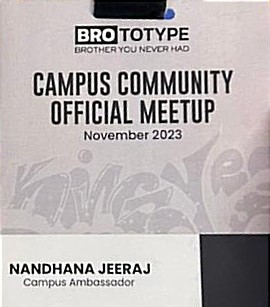 BROTOTYPE
BROTHER YOU NEVER HAD
CAMPUS COMMUNITY
OFFICIAL MEETUP
November 2023
NANDHANA JEERAJ
Campus Ambassador